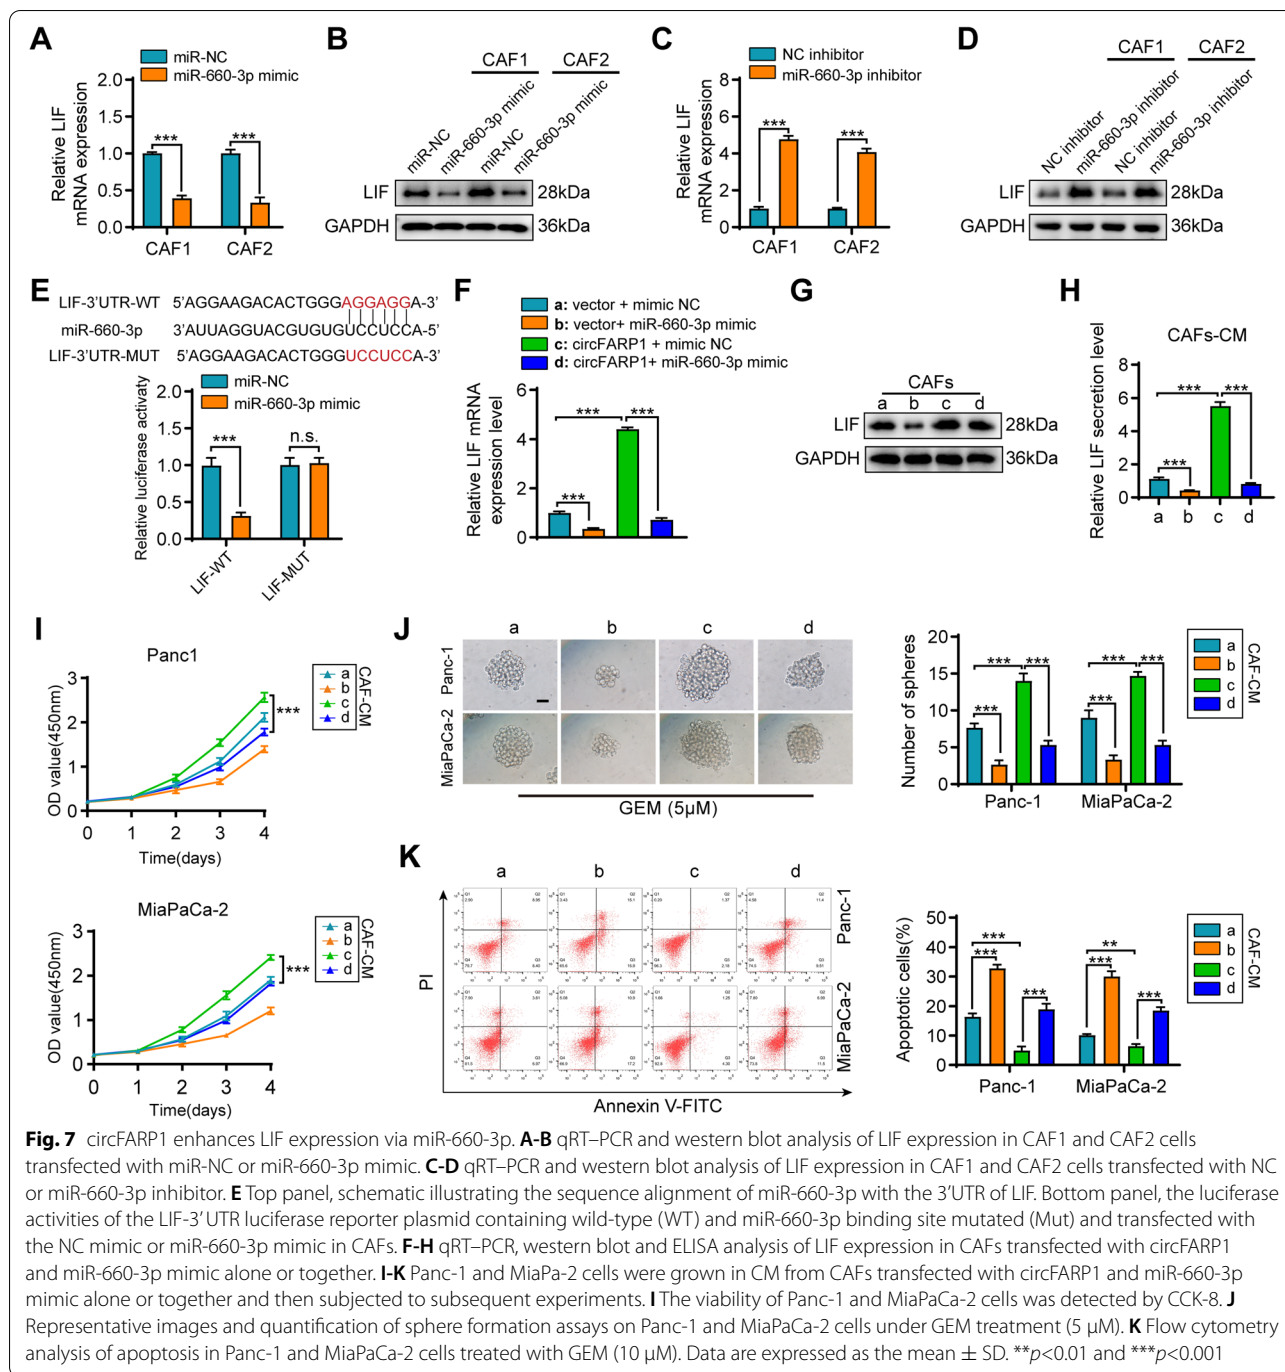 A
miR-NC
miR-660-3p mimic
Relative LIF
mRNA expression
2.0
1.5
1.0
0.5
0.0
***
***
CAF1
CAF2
B
CAF1
CAF2
miR-NC
miR-660-3p mimic
miR-NC
miR-660-3p mimic
LIF
28kDa
GAPDH
36kDa
C
NC inhibitor
miR-660-3p inhibitor
Relative LIF
mRNA expression
8
6
4
2
0
***
***
CAF1
CAF2
D
CAF1
CAF2
NC inhibitor
miR-660-3p inhibitor
NC inhibitor
miR-660-3p inhibitor
LIF
28kDa
GAPDH
36kDa
E
LIF-3'UTR-WT 5'AGGAAGACACTGGGAGGAGGA-3'
miR-660-3p 3'AUUAGGUACGUGUGUCCUCCA-5'
LIF-3'UTR-MUT 5'AGGAAGACACTGGGUCCUCCA-3'
miR-NC
miR-660-3p mimic
Relative luciferase activaty
2.0
1.5
1.0
0.5
0.0
***
n.s.
LIF-WT
LIF-MUT
F
a: vector + mimic NC
b: vector+ miR-660-3p mimic
c: circFARP1 + mimic NC
d: circFARP1+ miR-660-3p mimic
Relative LIF mRNA
expression level
6
4
2
0
***
***
***
G
CAFs
a b c d
LIF
28kDa
GAPDH
36kDa
H
CAFs-CM
Relative LIF secretion level
8
6
4
2
0
***
***
***
a b c d
I
Panc1
OD value(450nm)
3
2
1
0
0 1 2 3 4
Time(days)
***
a
b
c
d
CAF-CM
MiaPaCa-2
OD value(450nm)
3
2
1
0
0 1 2 3 4
Time(days)
***
a
b
c
d
CAF-CM
J
a b c d
Panc-1
MiaPaCa-2
GEM (5μM)
Number of spheres
20
15
10
5
0
***
***
***
***
***
***
Panc-1
MiaPaCa-2
a
b
c
d
CAF-CM
K
a b c d
Panc-1
MiaPaCa-2
PI
Annexin V-FITC
Apoptotic cells(%)
50
40
30
20
10
0
***
***
***
**
***
***
Panc-1
MiaPaCa-2
a
b
c
d
CAF-CM
Fig. 7 circFARP1 enhances LIF expression via miR-660-3p. A-B qRT–PCR and western blot analysis of LIF expression in CAF1 and CAF2 cells
transfected with miR-NC or miR-660-3p mimic. C-D qRT–PCR and western blot analysis of LIF expression in CAF1 and CAF2 cells transfected with NC
or miR-660-3p inhibitor. E Top panel, schematic illustrating the sequence alignment of miR-660-3p with the 3'UTR of LIF. Bottom panel, the luciferase
activities of the LIF-3' UTR luciferase reporter plasmid containing wild-type (WT) and miR-660-3p binding site mutated (Mut) and transfected with
the NC mimic or miR-660-3p mimic in CAFs. F-H qRT–PCR, western blot and ELISA analysis of LIF expression in CAFs transfected with circFARP1
and miR-660-3p mimic alone or together. I-K Panc-1 and MiaPa-2 cells were grown in CM from CAFs transfected with circFARP1 and miR-660-3p
mimic alone or together and then subjected to subsequent experiments. I The viability of Panc-1 and MiaPaCa-2 cells was detected by CCK-8. J
Representative images and quantification of sphere formation assays on Panc-1 and MiaPaCa-2 cells under GEM treatment (5 μM). K Flow cytometry
analysis of apoptosis in Panc-1 and MiaPaCa-2 cells treated with GEM (10 μM). Data are expressed as the mean ± SD. **p<0.01 and ***p<0.001